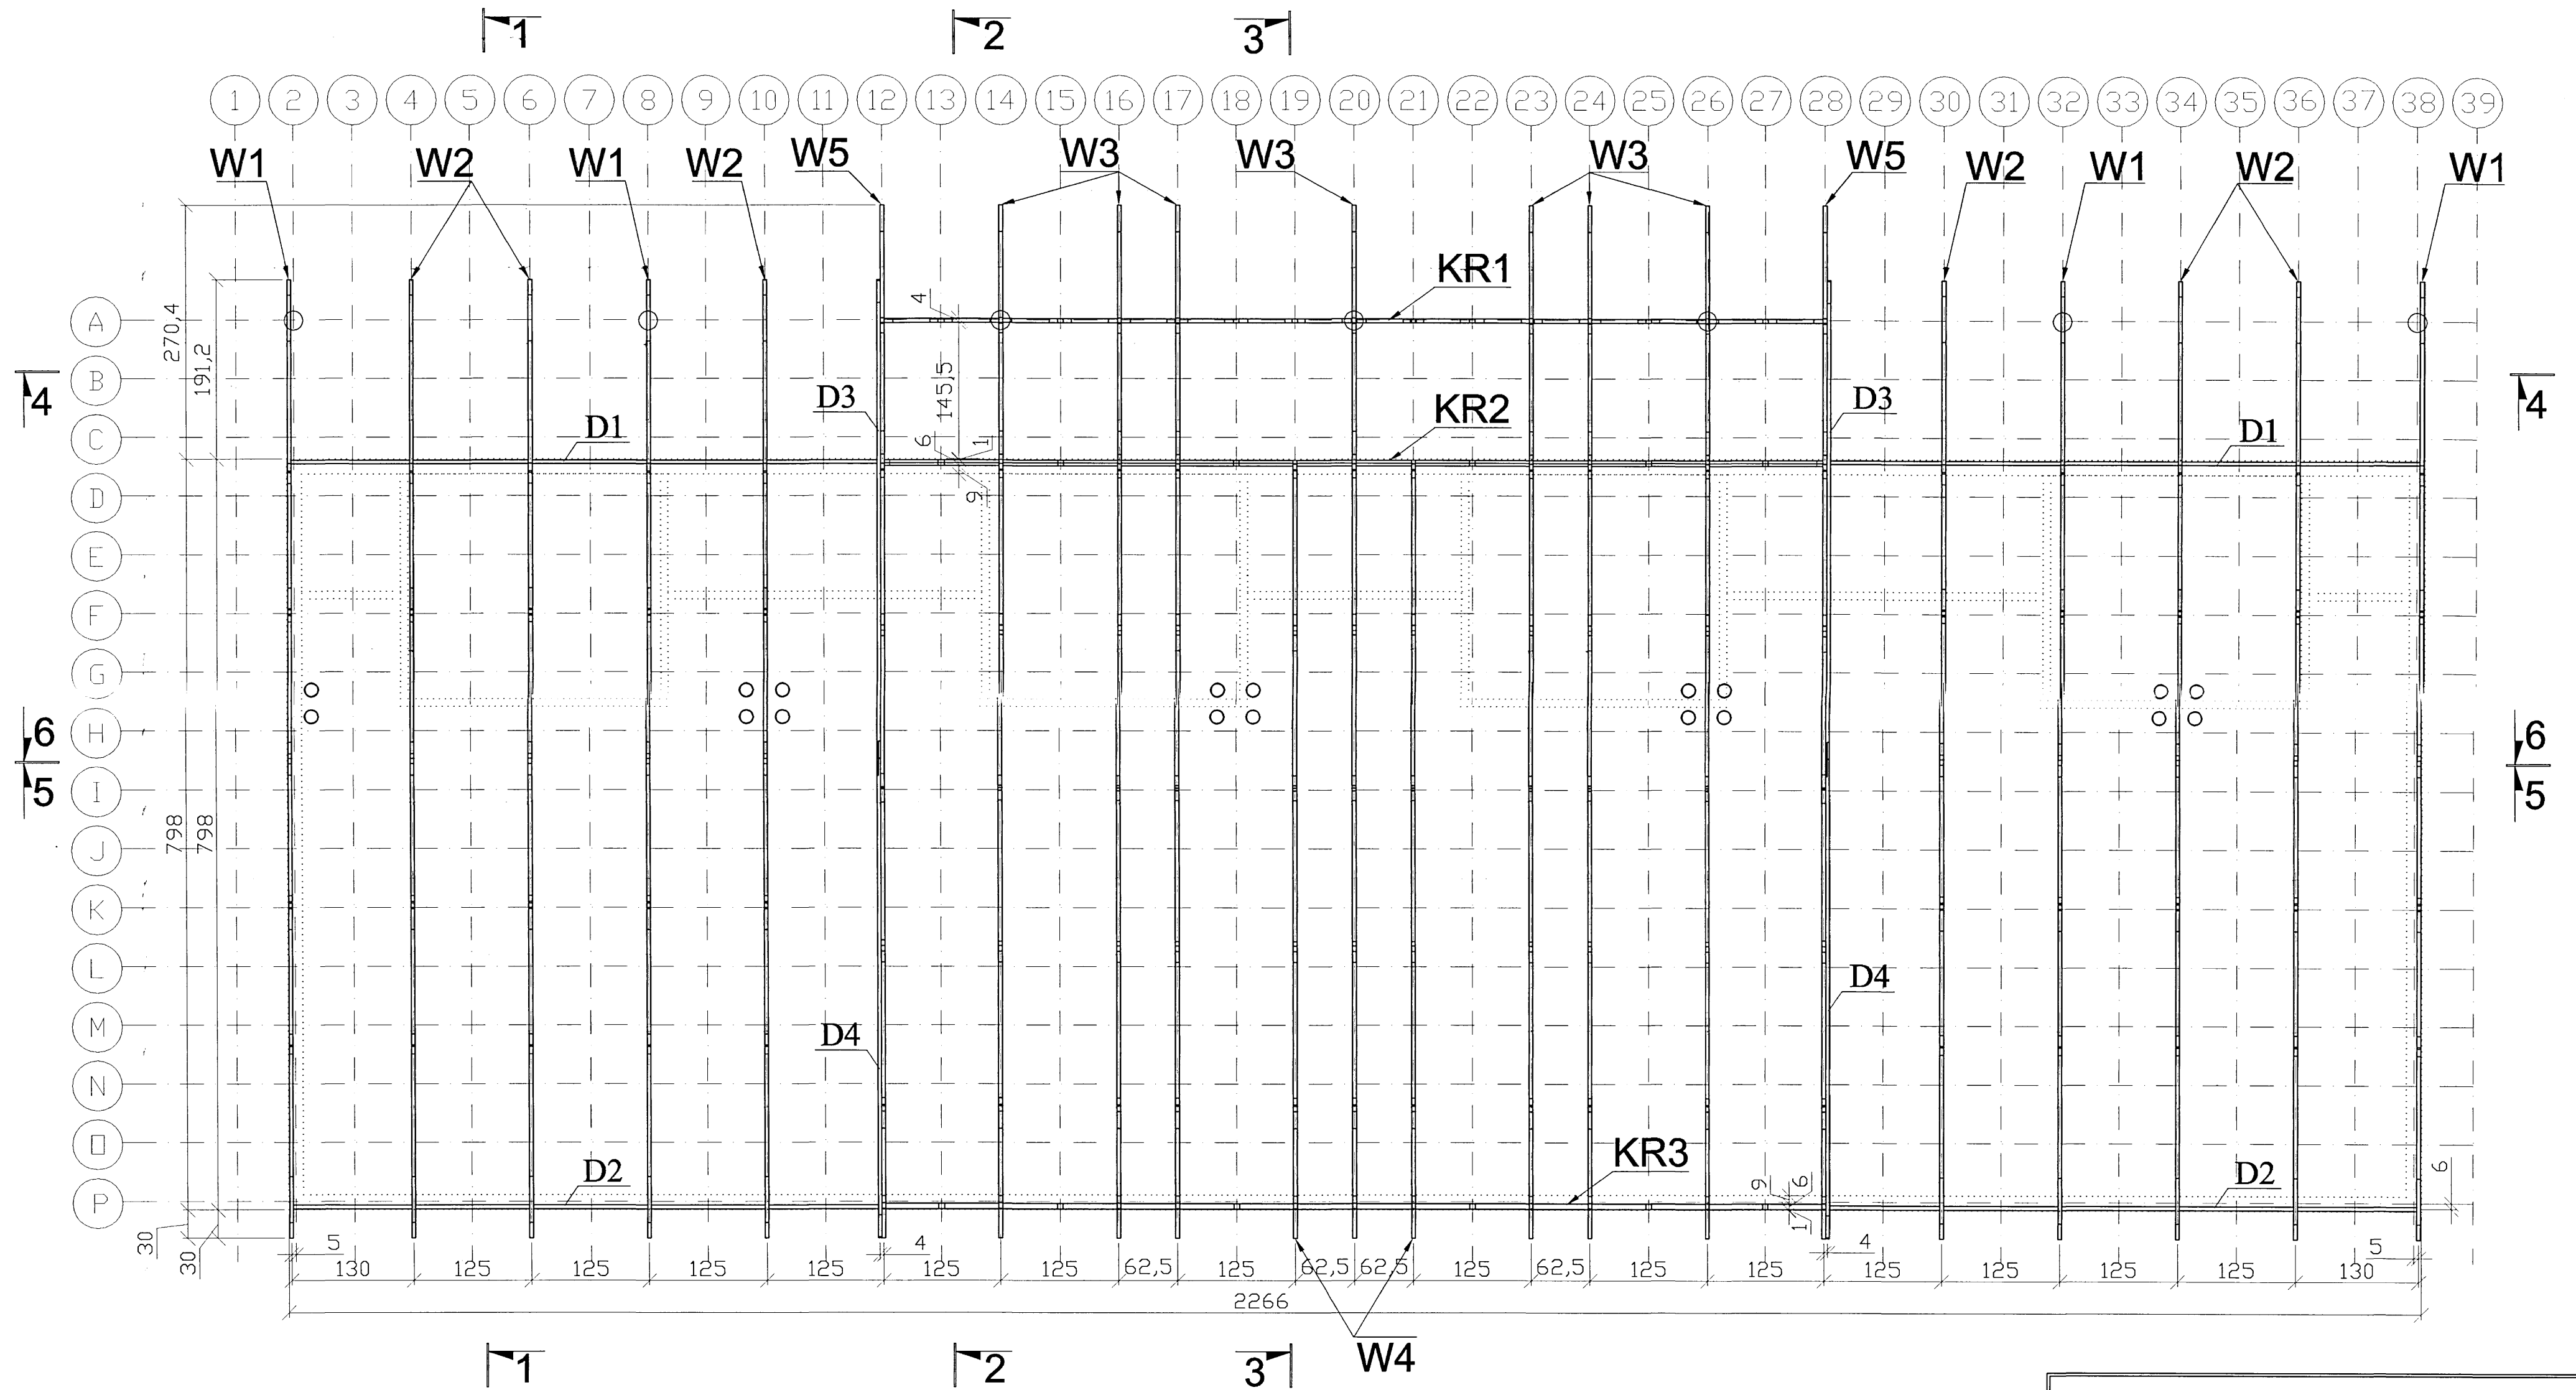 1 2 3
1 2 3 4 5 6 7 8 9 10 11 12 13 14 15 16 17 18 19 20 21 22 23 24 25 26 27 28 29 30 31 32 33 34 35 36 37 38 39
W1 W2 W1 W2 W5 W3 W3 W3 W5 W2 W1 W2 W1
KR1
A
4
270,4
191,2
145,5
B
4 4
D3 D3
KR2
C
D1 D1
6 1
9
D
E
F
G
6 6
H
5 5
I
798 798
J
K
L
D4
M
D4
N
O
KR3
D2 D2
9 6
6
P
1
30 30
5 4 4 5
130 125 125 125 125 125 125 62,5 125 62,5 62,5 125 62,5 125 125 125 125 125 125 130
2266
W4
1 2 3